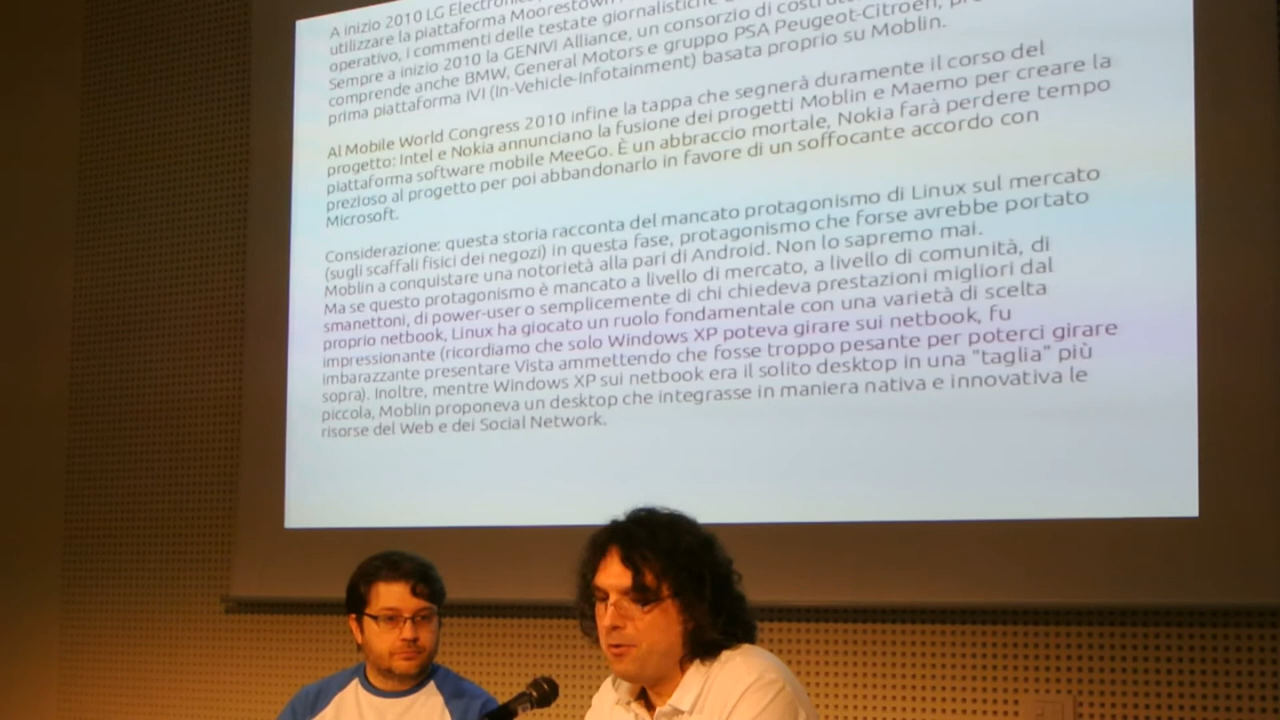 A inizio 2010 LG Electronics
utilizzare la piattaforma Moorestown
operativo, i commenti delle testate giornalistiche
Sempre a inizio 2010 la GENIVI Alliance, un consorzio di
comprende anche BMW, General Motors e gruppo PSA Peugeot-Citroen,
prima piattaforma IVI (In-Vehicle-Infotainment) basata proprio su Moblin.
Al Mobile World Congress 2010 infine la tappa che segnerà duramente il corso del
progetto: Intel e Nokia annunciano la fusione dei progetti Moblin e Maemo per creare la
piattaforma software mobile MeeGo. È un abbraccio mortale, Nokia farà perdere tempo
prezioso al progetto per poi abbandonarlo in favore di un soffocante accordo con
Microsoft.
Considerazione: questa storia racconta del mancato protagonismo di Linux sul mercato
(sugli scaffali fisici dei negozi) in questa fase, protagonismo che forse avrebbe portato
Moblin a conquistare una notorietà alla pari di Android. Non lo sapremo mai.
Ma se questo protagonismo è mancato a livello di mercato, a livello di comunità, di
smanettoni, di power-user o semplicemente di chi chiedeva prestazioni migliori dal
proprio netbook, Linux ha giocato un ruolo fondamentale con una varietà di scelta
impressionante (ricordiamo che solo Windows XP poteva girare sui netbook, fu
imbarazzante presentare Vista ammettendo che fosse troppo pesante per poterci girare
sopra). Inoltre, mentre Windows XP sui netbook era il solito desktop in una "taglia" più
piccola, Moblin proponeva un desktop che integrasse in maniera nativa e innovativa le
risorse del Web e dei Social Network.